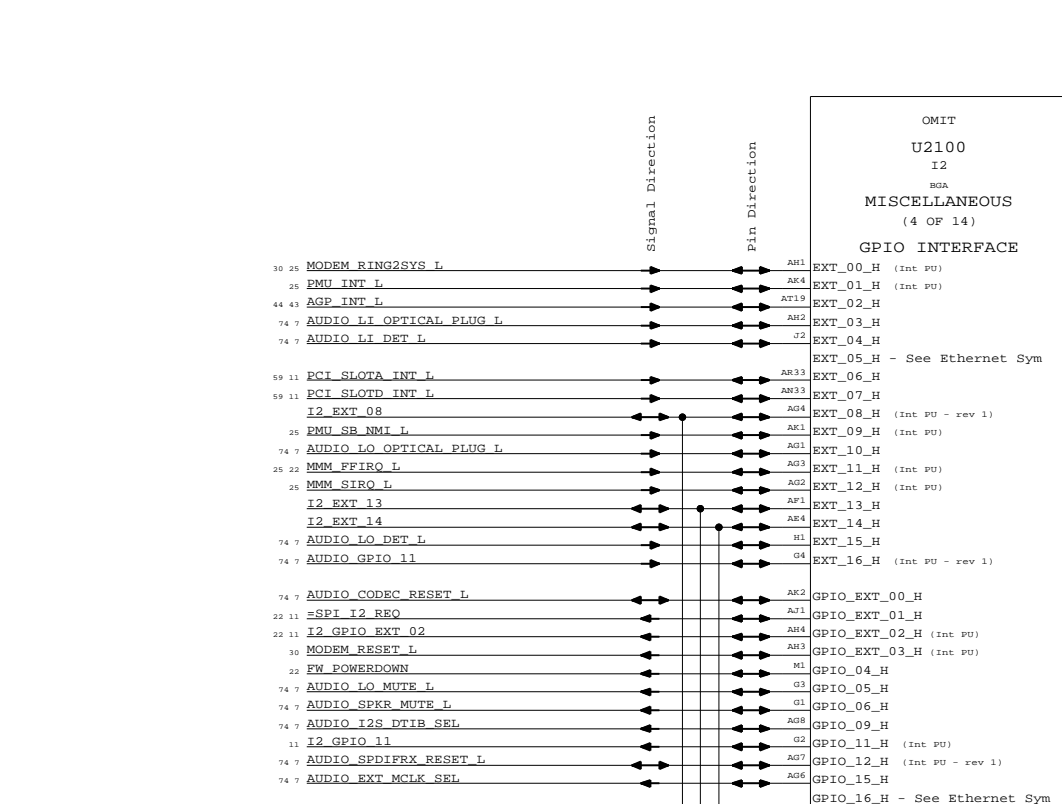 Signal Direction
Pin Direction
OMIT
U2100
I2
BGA
MISCELLANEOUS
(4 OF 14)
GPIO INTERFACE
30 25 MODEM_RING2SYS_L AH1 EXT_00_H (Int PU)
25 PMU_INT_L AK4 EXT_01_H (Int PU)
44 43 AGP_INT_L AT19 EXT_02_H
74 7 AUDIO_LI_OPTICAL_PLUG_L AH2 EXT_03_H
74 7 AUDIO_LI_DET_L J2 EXT_04_H
EXT_05_H - See Ethernet Sym
59 11 PCI_SLOTA_INT_L AR33 EXT_06_H
59 11 PCI_SLOTD_INT_L AN33 EXT_07_H
I2_EXT_08 AG4 EXT_08_H (Int PU - rev 1)
25 PMU_SB_NMI_L AK1 EXT_09_H (Int PU)
74 7 AUDIO_LO_OPTICAL_PLUG_L AG1 EXT_10_H
25 22 MMM_FFIRQ_L AG3 EXT_11_H (Int PU)
25 MMM_SIRQ_L AG2 EXT_12_H (Int PU)
I2_EXT_13 AF1 EXT_13_H
I2_EXT_14 AE4 EXT_14_H
74 7 AUDIO_LO_DET_L H1 EXT_15_H
74 7 AUDIO_GPIO_11 G4 EXT_16_H (Int PU - rev 1)
74 7 AUDIO_CODEC_RESET_L AK2 GPIO_EXT_00_H
22 11 =SPI_I2_REQ AJ1 GPIO_EXT_01_H
22 11 I2_GPIO_EXT_02 AH4 GPIO_EXT_02_H (Int PU)
30 MODEM_RESET_L AH3 GPIO_EXT_03_H (Int PU)
22 FW_POWERDOWN M1 GPIO_04_H
74 7 AUDIO_LO_MUTE_L G3 GPIO_05_H
74 7 AUDIO_SPKR_MUTE_L G1 GPIO_06_H
74 7 AUDIO_I2S_DTIB_SEL AG8 GPIO_09_H
11 I2_GPIO_11 G2 GPIO_11_H (Int PU)
74 7 AUDIO_SPDIFRX_RESET_L AG7 GPIO_12_H (Int PU - rev 1)
74 7 AUDIO_EXT_MCLK_SEL AG6 GPIO_15_H
GPIO_16_H - See Ethernet Sym